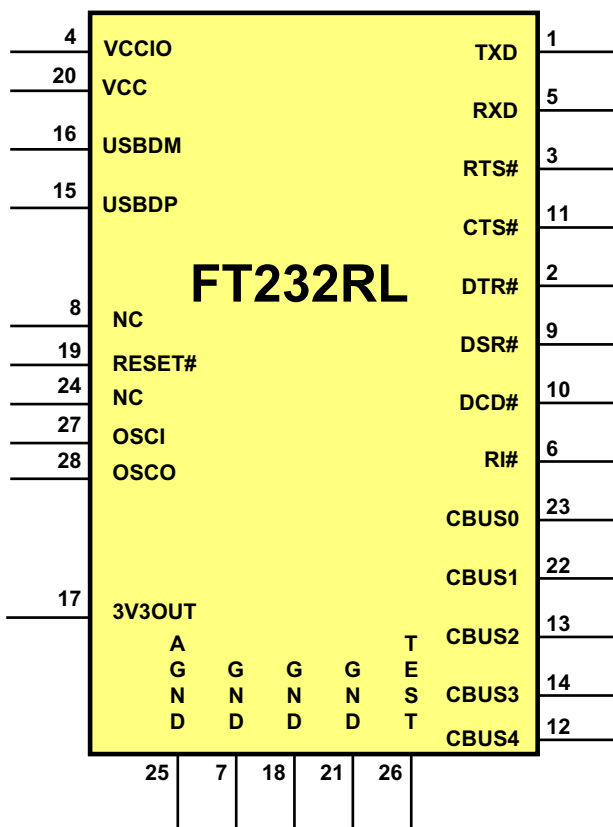 4 VCCIO TXD 1
20 VCC
RXD 5
16 USBDM
RTS# 3
15 USBDP
CTS# 11
FT232RL
DTR# 2
8 NC
DSR# 9
19 RESET#
24 NC
DCD# 10
27 OSCI
RI# 6
28 OSCO
CBUS0 23
CBUS1 22
17 3V3OUT
CBUS2 13
AGND GND GND GND TEST
CBUS3 14
CBUS4 12
25 7 18 21 26